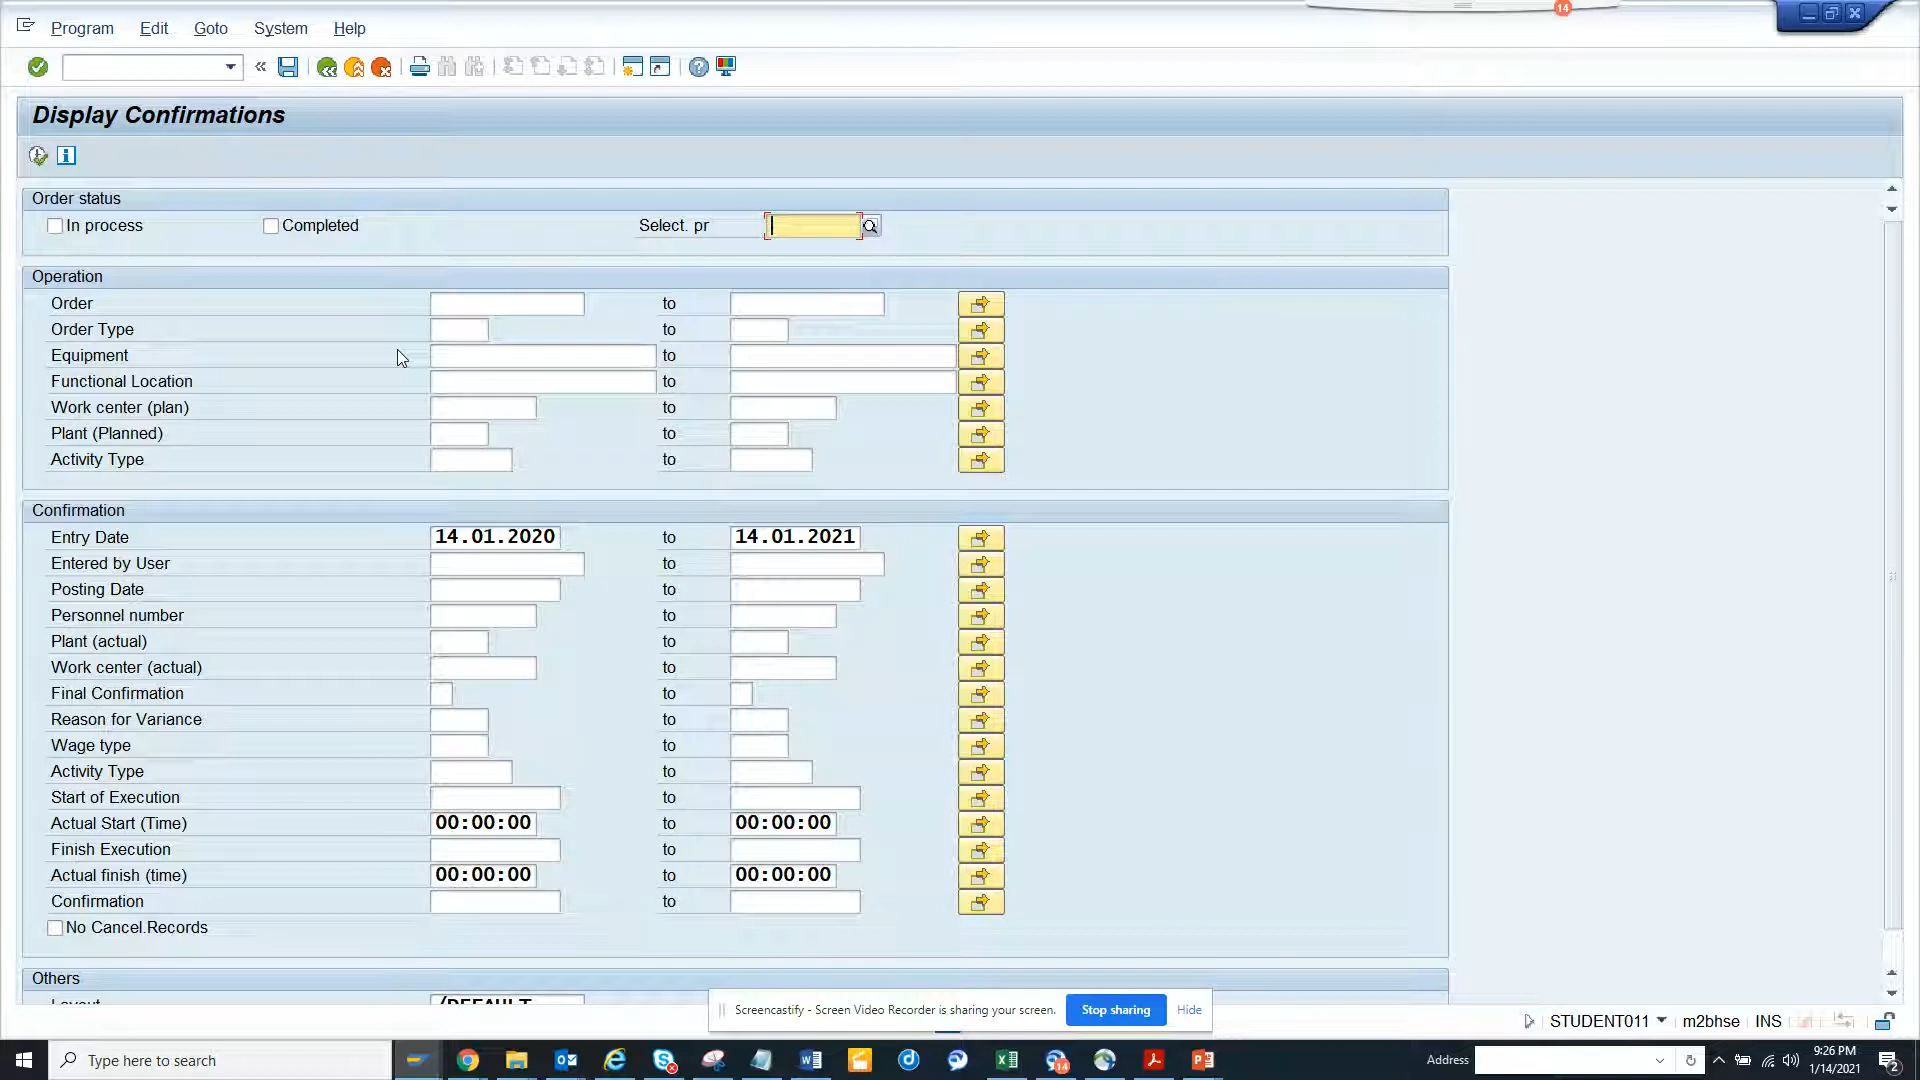 14
Program Edit Goto System Help
Display Confirmations
Order status
In process Completed Select. pr
Operation
Order to
Order Type to
Equipment to
Functional Location to
Work center (plan) to
Plant (Planned) to
Activity Type to
Confirmation
Entry Date 14.01.2020 to 14.01.2021
Entered by User to
Posting Date to
Personnel number to
Plant (actual) to
Work center (actual) to
Final Confirmation to
Reason for Variance to
Wage type to
Activity Type to
Start of Execution to
Actual Start (Time) 00:00:00 to 00:00:00
Finish Execution to
Actual finish (time) 00:00:00 to 00:00:00
Confirmation to
No Cancel.Records
Others
Layout /DEFAULT
Screencastify - Screen Video Recorder is sharing your screen. Stop sharing Hide
STUDENT011 m2bhse INS
Type here to search
14
Address
9:26 PM
1/14/2021
2